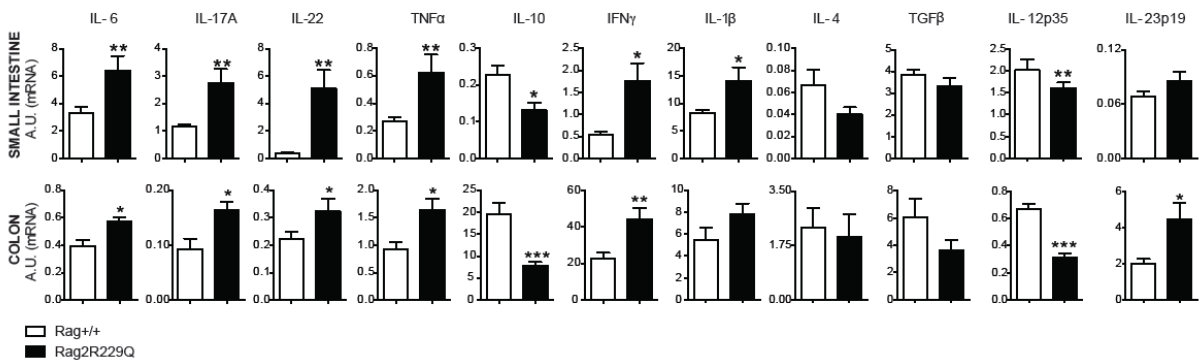 IL- 6 IL-17A IL-22 TNFα IL-10 IFNγ IL-1β IL- 4 TGFβ IL- 12p35 IL- 23p19
SMALL INTESTINE
A.U. (mRNA)
8 4 8 0.8 0.3 2.0 20 0.10 5 2.5 0.12
** ** ** ** * * * **
6 3 6 0.6 0.2 1.5 15 0.08 4 2.0
4 2 4 0.4 0.1 1.0 10 0.06 3 1.5 0.06
2 1 2 0.2 0.5 5 0.04 2 1.0
0.02 1 0.5
0 0 0 0.0 0.0 0.0 0 0.00 0 0.0 0.00
COLON
A.U. (mRNA)
0.8 0.20 0.4 2.0 25 60 10 3.50 8 0.8 6
* * * * *** ** *** *
0.6 0.3 1.5 20 40 8 6 0.6 4
0.4 0.10 0.2 1.0 15 20 6 1.75 4 0.4 2
0.2 0.1 0.5 10 4 2 0.2
5 2
0.0 0.00 0.0 0.0 0 0 0 0.00 0 0.0 0
Rag+/+
Rag2R229Q